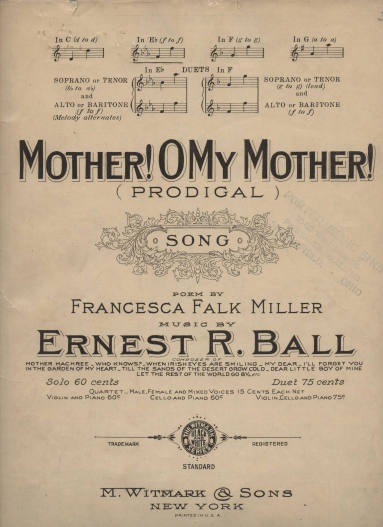 In C (d to d) In E♭ (f to f) In F (g to g) In G (a to a)
In E♭ DUETS In F
SOPRANO or TENOR
(b♭ to a♭)
and
ALTO or BARITONE
(f to f)
(Melody alternates)
SOPRANO or TENOR
(g to g) (lead)
and
ALTO or BARITONE
(f to f)
MOTHER! O MY MOTHER!
( PRODIGAL )
SONG
POEM BY
FRANCESCA FALK MILLER
MUSIC BY
ERNEST R. BALL
COMPOSER OF
MOTHER MACHREE _ WHO KNOWS? _ WHEN IRISH EYES ARE SMILING _ MY DEAR _ I'LL FORGET YOU
IN THE GARDEN OF MY HEART _ TILL THE SANDS OF THE DESERT GROW COLD _ DEAR LITTLE BOY OF MINE
LET THE REST OF THE WORLD GO BY, ETC.
Solo 60 cents Duet 75 cents
QUARTET _ MALE, FEMALE AND MIXED VOICES 15 CENTS EACH NET
VIOLIN AND PIANO 60¢ CELLO AND PIANO 60¢ VIOLIN, CELLO AND PIANO 75¢
TRADEMARK REGISTERED
THE WITMARK
BLACK AND WHITE
SERIES
STANDARD
M. WITMARK & SONS
NEW YORK
PRINTED IN U.S.A.